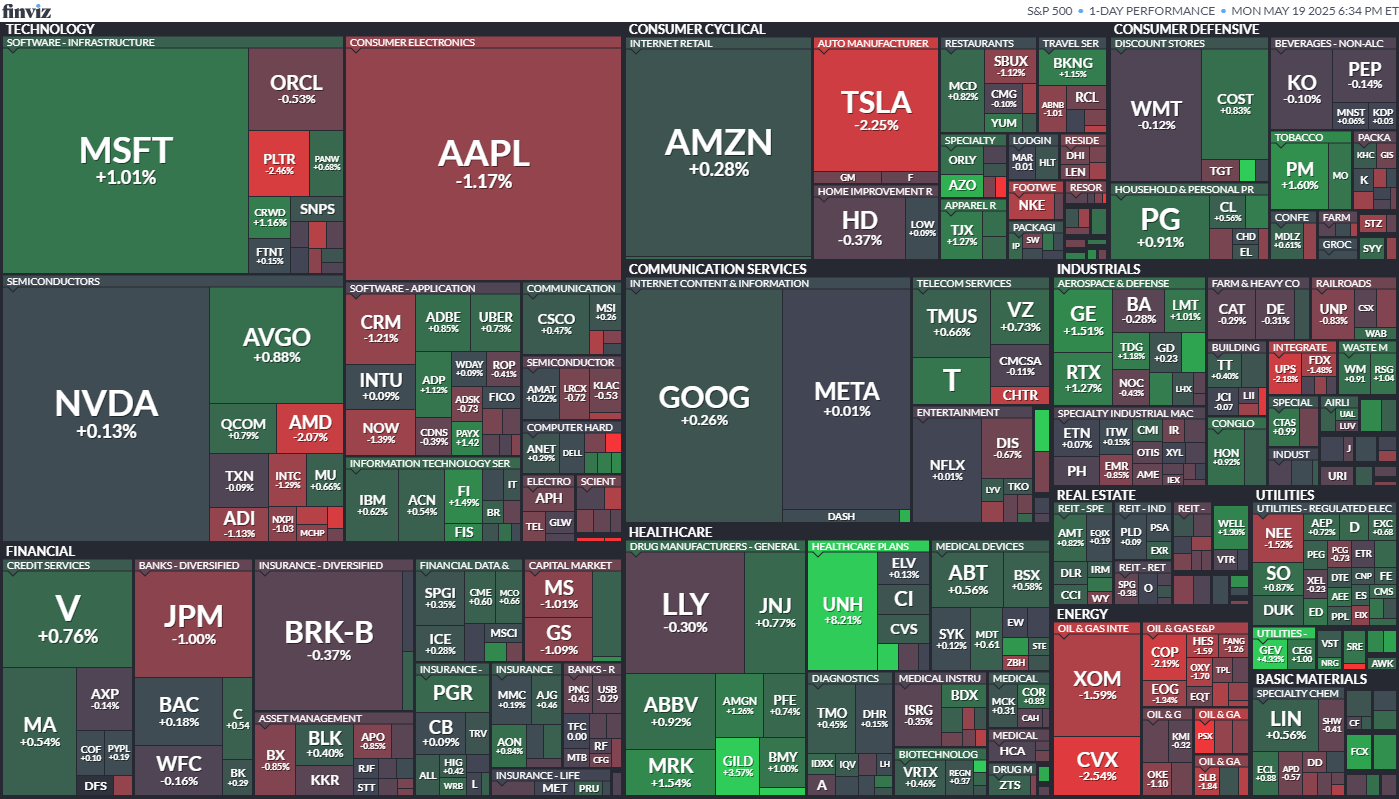 finviz
S&P 500 • 1-DAY PERFORMANCE • MON MAY 19 2025 6:34 PM ET
TECHNOLOGY
SOFTWARE - INFRASTRUCTURE
MSFT
+1.01%
ORCL
-0.53%
PLTR
-2.46%
PANW
+0.68%
CRWD
+1.16%
SNPS
FTNT
+0.15%
CONSUMER ELECTRONICS
AAPL
-1.17%
SEMICONDUCTORS
NVDA
+0.13%
AVGO
+0.88%
QCOM
+0.79%
AMD
-2.07%
TXN
-0.09%
INTC
-1.29%
MU
+0.66%
ADI
-1.13%
NXPI
-1.03
MCHP
SOFTWARE - APPLICATION
CRM
-1.21%
ADBE
+0.85%
UBER
+0.73%
INTU
+0.09%
ADP
+1.12%
WDAY
+0.09%
ROP
-0.41%
ADSK
-0.73
FICO
NOW
-1.39%
CDNS
-0.39%
PAYX
+1.42
INFORMATION TECHNOLOGY SER
IBM
+0.62%
ACN
+0.54%
FI
+1.49%
IT
BR
FIS
COMMUNICATION
CSCO
+0.47%
MSI
+0.26
SEMICONDUCTOR
AMAT
+0.22%
LRCX
-0.72
KLAC
-0.53
COMPUTER HARD
ANET
+0.29%
DELL
ELECTRO
APH
TEL
GLW
SCIENT
CONSUMER CYCLICAL
INTERNET RETAIL
AMZN
+0.28%
AUTO MANUFACTURER
TSLA
-2.25%
GM
F
HOME IMPROVEMENT R
HD
-0.37%
LOW
+0.09%
RESTAURANTS
MCD
+0.82%
SBUX
-1.12%
CMG
-0.10%
YUM
TRAVEL SER
BKNG
+1.15%
ABNB
-1.01
RCL
SPECIALTY
ORLY
AZO
LODGIN
MAR
-0.01
HLT
RESIDE
DHI
LEN
FOOTWE
NKE
RESOR
APPAREL R
TJX
+1.27%
PACKAGI
IP
SW
CONSUMER DEFENSIVE
DISCOUNT STORES
WMT
-0.12%
COST
+0.83%
TGT
BEVERAGES - NON-ALC
KO
-0.10%
PEP
-0.14%
MNST
+0.06%
KDP
+0.03
HOUSEHOLD & PERSONAL PR
PG
+0.91%
CL
+0.56%
CHD
EL
TOBACCO
PM
+1.60%
MO
PACKA
KHC
GIS
K
CONFE
MDLZ
+0.61%
FARM
GROC
STZ
SYY
COMMUNICATION SERVICES
INTERNET CONTENT & INFORMATION
GOOG
+0.26%
META
+0.01%
DASH
TELECOM SERVICES
TMUS
+0.66%
VZ
+0.73%
T
CMCSA
-0.11%
CHTR
ENTERTAINMENT
NFLX
+0.01%
DIS
-0.67%
LYV
TKO
INDUSTRIALS
AEROSPACE & DEFENSE
GE
+1.51%
BA
-0.28%
LMT
+1.01%
RTX
+1.27%
TDG
+1.18%
GD
+0.23
NOC
-0.43%
LHX
FARM & HEAVY CO
CAT
-0.29%
DE
-0.31%
RAILROADS
UNP
-0.83%
CSX
WAB
BUILDING
TT
+0.40%
JCI
-0.07
LII
INTEGRATE
UPS
-2.18%
FDX
-1.48%
WASTE M
WM
+0.91
RSG
+1.04
SPECIALTY INDUSTRIAL MAC
ETN
+0.07%
ITW
+0.15%
CMI
IR
PH
EMR
-0.85%
OTIS
XYL
AME
IEX
CONGLO
HON
+0.92%
SPECIAL
CTAS
+0.99
AIRLI
UAL
LUV
INDUST
J
URI
HEALTHCARE
DRUG MANUFACTURERS - GENERAL
LLY
-0.30%
JNJ
+0.77%
ABBV
+0.92%
AMGN
+1.26%
PFE
+0.74%
MRK
+1.54%
GILD
+3.57%
BMY
+1.00%
HEALTHCARE PLANS
UNH
+8.21%
ELV
+0.13%
CI
CVS
MEDICAL DEVICES
ABT
+0.56%
BSX
+0.58%
SYK
+0.12%
MDT
+0.61
EW
STE
ZBH
DIAGNOSTICS
TMO
+0.45%
DHR
+0.15%
IDXX
IQV
LH
A
MEDICAL INSTRU
ISRG
-0.35%
BDX
MEDICAL
MCK
+0.31
COR
+0.83
CAH
BIOTECHNOLOG
VRTX
+0.46%
REGN
+0.37
MEDICAL
HCA
DRUG M
ZTS
REAL ESTATE
REIT - SPE
AMT
+0.82%
EQIX
+0.19
DLR
IRM
CCI
WY
REIT - IND
PLD
+0.09
PSA
EXR
REIT -
WELL
+1.30%
VTR
REIT - RET
SPG
-0.38
O
UTILITIES
UTILITIES - REGULATED ELEC
NEE
-1.52%
AEP
+0.72%
D
EXC
+0.68
SO
+0.87%
PEG
PCG
-0.73
ETR
XEL
-0.23
DTE
CNP
FE
DUK
AEE
ES
CMS
ED
PPL
EIX
UTILITIES -
GEV
+4.33%
CEG
+1.00
VST
NRG
SRE
AWK
ENERGY
OIL & GAS INTE
XOM
-1.59%
CVX
-2.54%
OIL & GAS E&P
COP
-2.19%
HES
-1.59
FANG
-1.26
EOG
-1.34%
OXY
-1.70
TPL
EQT
OIL & G
KMI
-0.32
OKE
-1.10
OIL & GA
PSX
OIL & GA
SLB
-1.84
BASIC MATERIALS
SPECIALTY CHEM
LIN
+0.56%
SHW
-0.41
ECL
+0.88
APD
-0.57
DD
CF
FCX
FINANCIAL
CREDIT SERVICES
V
+0.76%
MA
+0.54%
AXP
-0.14%
COF
+0.10
PYPL
+0.19
DFS
BANKS - DIVERSIFIED
JPM
-1.00%
BAC
+0.18%
C
+0.54
WFC
-0.16%
BK
+0.29
INSURANCE - DIVERSIFIED
BRK-B
-0.37%
ASSET MANAGEMENT
BX
-0.85%
BLK
+0.40%
APO
-0.85%
KKR
RJF
STT
FINANCIAL DATA &
SPGI
+0.35%
CME
+0.60
MCO
+0.66
ICE
+0.28%
MSCI
CAPITAL MARKET
MS
-1.01%
GS
-1.09%
INSURANCE -
PGR
CB
+0.09%
TRV
ALL
HIG
+0.42
WRB
L
INSURANCE
MMC
+0.19%
AJG
+0.46
AON
+0.84%
BANKS - R
PNC
-0.43
USB
-0.29
TFC
0.00
RF
MTB
CFG
INSURANCE - LIFE
MET
PRU